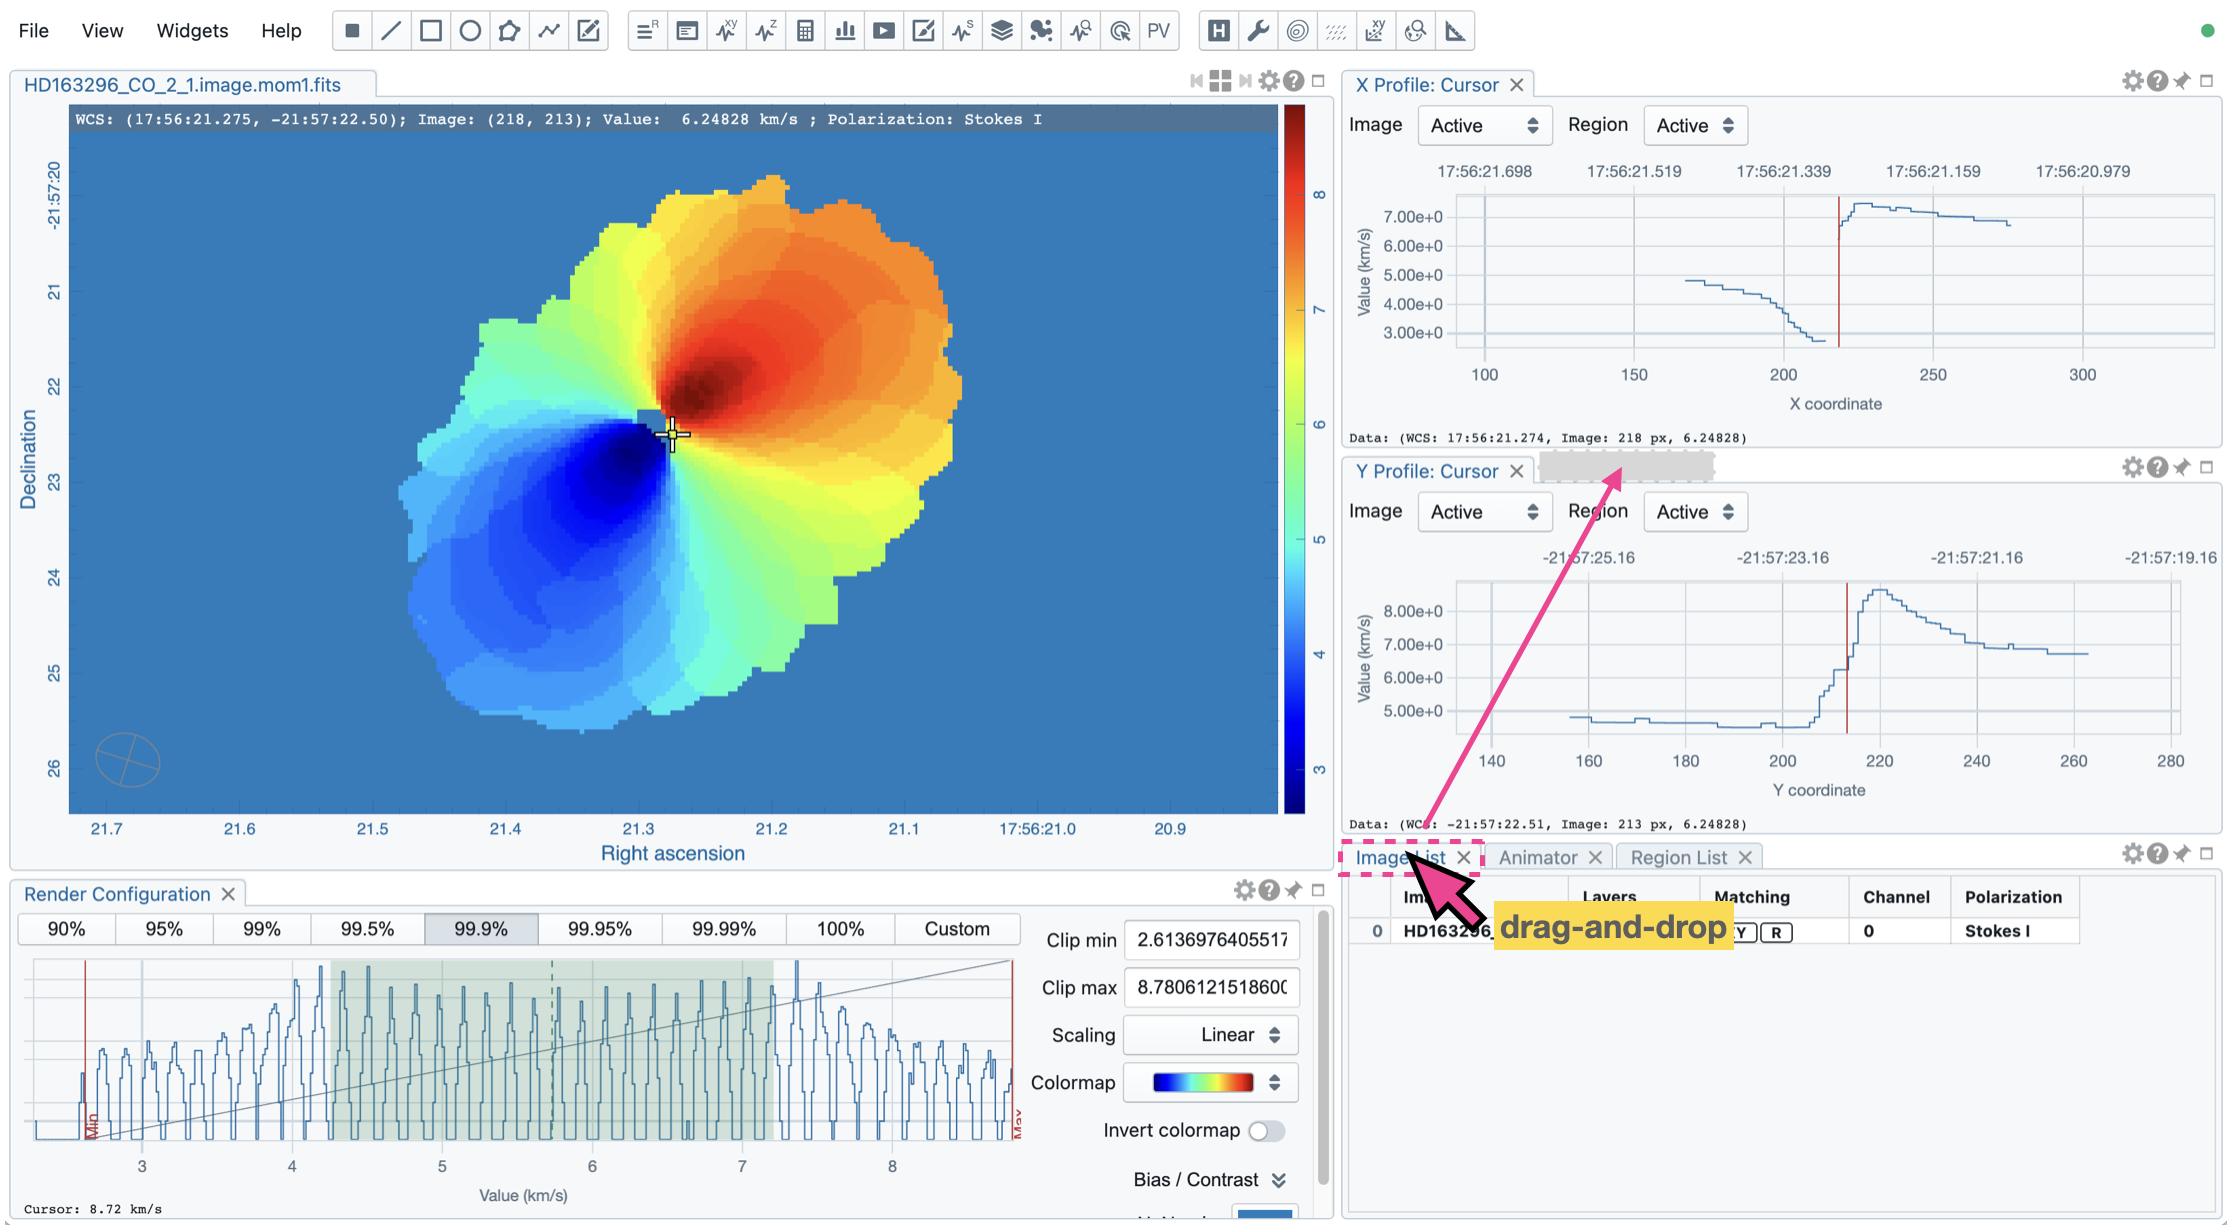 File View Widgets Help
R XY Z S PV H XY
HD163296_CO_2_1.image.mom1.fits
WCS: (17:56:21.275, -21:57:22.50); Image: (218, 213); Value:  6.24828 km/s ; Polarization: Stokes I
Declination
-21:57:20
21
22
23
24
25
26
8
7
6
5
4
3
21.7 21.6 21.5 21.4 21.3 21.2 21.1 17:56:21.0 20.9
Right ascension
Render Configuration
90% 95% 99% 99.5% 99.9% 99.95% 99.99% 100% Custom
Min
3 4 5 6 7 8
Value (km/s)
Cursor: 8.72 km/s
Clip min 2.6136976405517
Clip max 8.780612151860
Scaling Linear
Colormap
Invert colormap
Bias / Contrast
X Profile: Cursor
Image Active Region Active
17:56:21.698 17:56:21.519 17:56:21.339 17:56:21.159 17:56:20.979
Value (km/s)
7.00e+0
6.00e+0
5.00e+0
4.00e+0
3.00e+0
100 150 200 250 300
X coordinate
Data: (WCS: 17:56:21.274, Image: 218 px, 6.24828)
Y Profile: Cursor
Image Active Region Active
-21:57:25.16 -21:57:23.16 -21:57:21.16 -21:57:19.16
Value (km/s)
8.00e+0
7.00e+0
6.00e+0
5.00e+0
140 160 180 200 220 240 260 280
Y coordinate
Data: (WCS: -21:57:22.51, Image: 213 px, 6.24828)
Image List Animator Region List
Layers Matching Channel Polarization
0 HD163296_ Y R 0 Stokes I
drag-and-drop